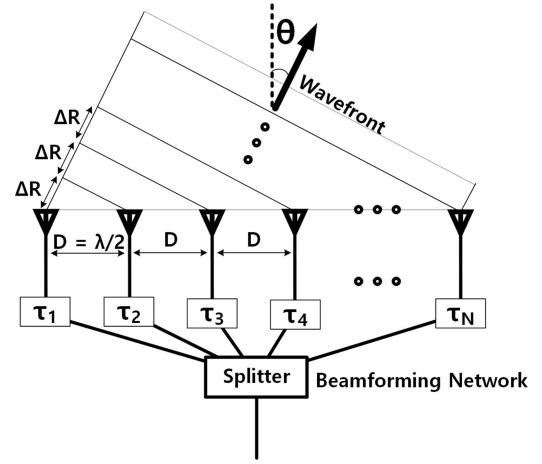 θ
Wavefront
ΔR
ΔR
ΔR
D = λ/2
D
D
τ1
τ2
τ3
τ4
τN
Splitter
Beamforming Network